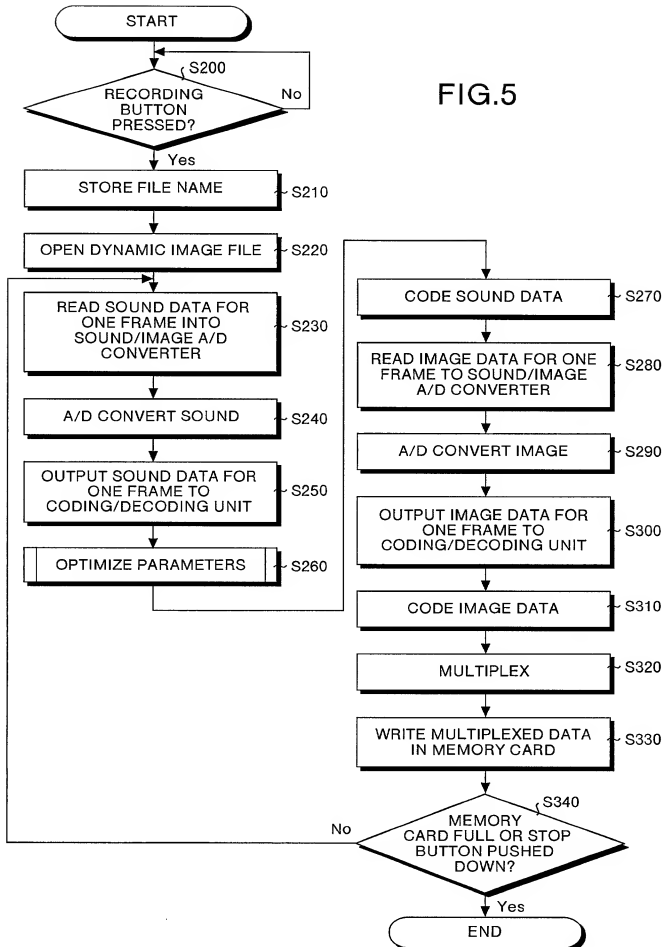 START
S200
RECORDING
BUTTON
PRESSED?
No
FIG.5
Yes
STORE FILE NAME
S210
OPEN DYNAMIC IMAGE FILE
S220
READ SOUND DATA FOR
ONE FRAME INTO
SOUND/IMAGE A/D
CONVERTER
S230
A/D CONVERT SOUND
S240
OUTPUT SOUND DATA FOR
ONE FRAME TO
CODING/DECODING UNIT
S250
OPTIMIZE PARAMETERS
S260
CODE SOUND DATA
S270
READ IMAGE DATA FOR ONE
FRAME TO SOUND/IMAGE
A/D CONVERTER
S280
A/D CONVERT IMAGE
S290
OUTPUT IMAGE DATA FOR
ONE FRAME TO
CODING/DECODING UNIT
S300
CODE IMAGE DATA
S310
MULTIPLEX
S320
WRITE MULTIPLEXED DATA
IN MEMORY CARD
S330
S340
MEMORY
CARD FULL OR STOP
BUTTON PUSHED
DOWN?
No
Yes
END